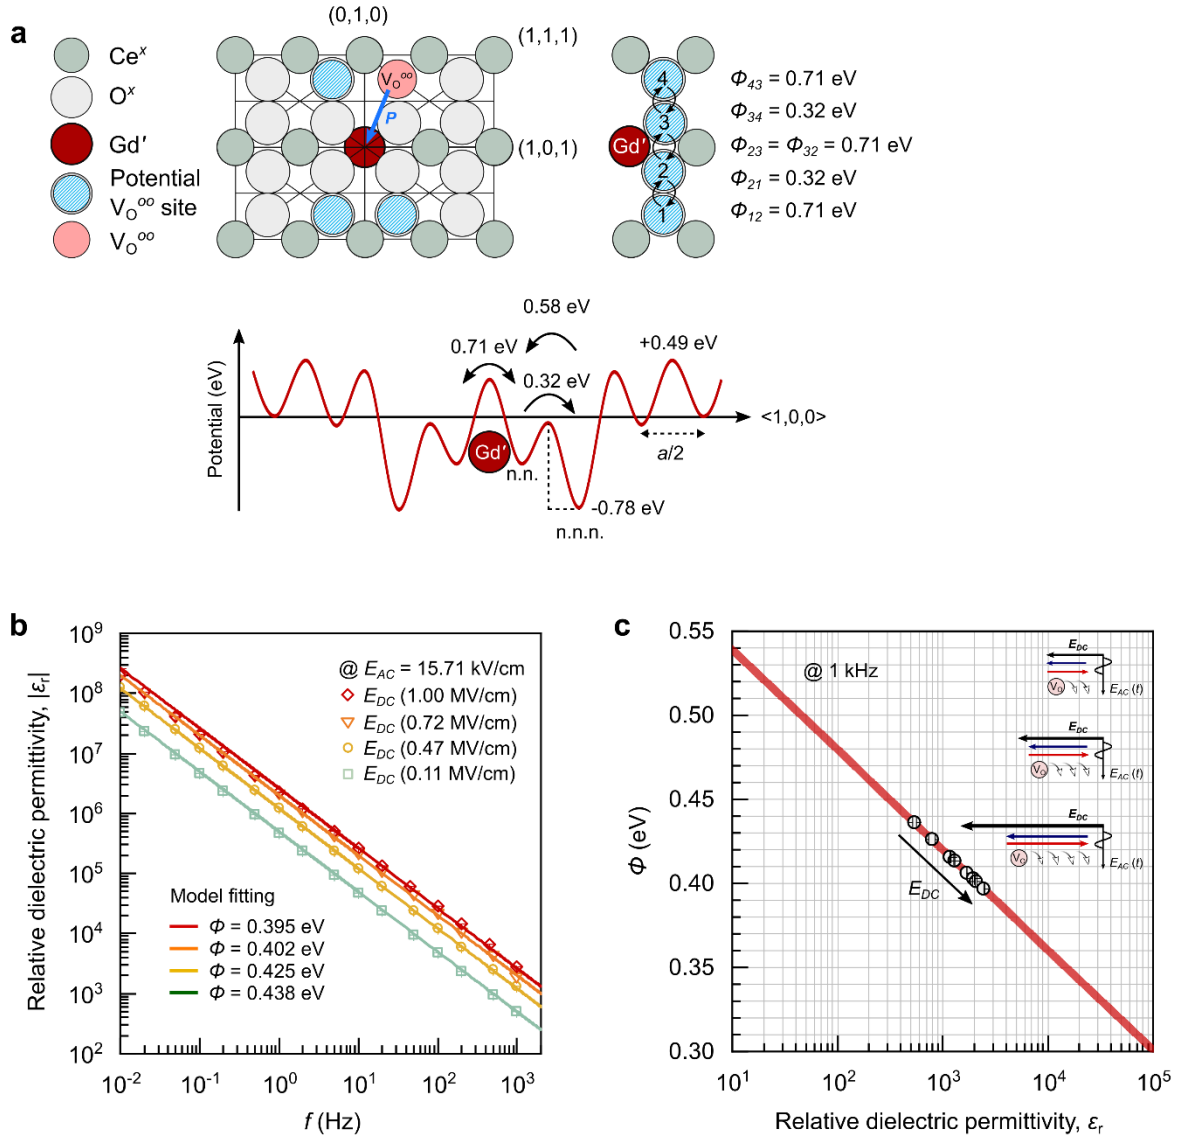 a
Ce^x
O^x
Gd′
Potential
V_O^oo site
V_O^oo
(0,1,0)
(1,1,1)
V_O^oo
P
(1,0,1)
Gd′
4
3
2
1
Φ43 = 0.71 eV
Φ34 = 0.32 eV
Φ23 = Φ32 = 0.71 eV
Φ21 = 0.32 eV
Φ12 = 0.71 eV
Potential (eV)
0.58 eV
0.71 eV
0.32 eV
+0.49 eV
<1,0,0>
a/2
Gd′
n.n.
-0.78 eV
n.n.n.
b
Relative dielectric permittivity, |εr|
10^9
10^8
10^7
10^6
10^5
10^4
10^3
10^2
@ E_AC = 15.71 kV/cm
E_DC (1.00 MV/cm)
E_DC (0.72 MV/cm)
E_DC (0.47 MV/cm)
E_DC (0.11 MV/cm)
Model fitting
Φ = 0.395 eV
Φ = 0.402 eV
Φ = 0.425 eV
Φ = 0.438 eV
10^-2 10^-1 10^0 10^1 10^2 10^3
f (Hz)
c
Φ (eV)
0.55
0.50
0.45
0.40
0.35
0.30
@ 1 kHz
E_DC
E_DC
E_AC (f)
V_O
E_DC
E_AC (f)
V_O
E_DC
E_AC (f)
V_O
10^1 10^2 10^3 10^4 10^5
Relative dielectric permittivity, εr